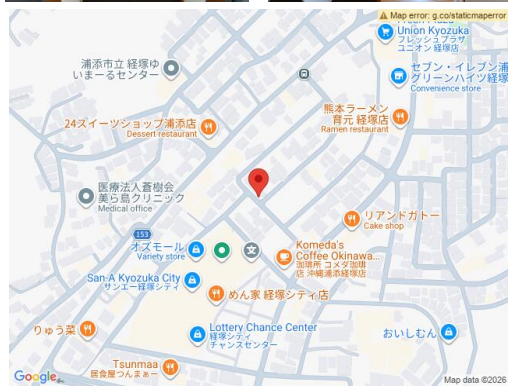 Map error: g.co/staticmaperror
Union Kyozuka
フレッシュプラザ
ユニオン 経塚店
浦添市立 経塚ゆ
いまーるセンター
セブン-イレブン浦
グリーンハイツ経塚
Convenience store
24スイーツショップ浦添店
Dessert restaurant
熊本ラーメン
育元 経塚店
Ramen restaurant
医療法人蒼樹会
美ら島クリニック
Medical office
リアンドガトー
Cake shop
153
オズモール
Variety store
文
Komeda's
Coffee Okinawa...
珈琲所 コメダ珈琲
店 沖縄浦添経塚店
San-A Kyozuka City
サンエー経塚シティ
めん家 経塚シティ店
りゅう菜
Lottery Chance Center
経塚シティ
チャンスセンター
おいしむん
Tsunmaa
居食屋つんまぁー
Google
Map data ©2026